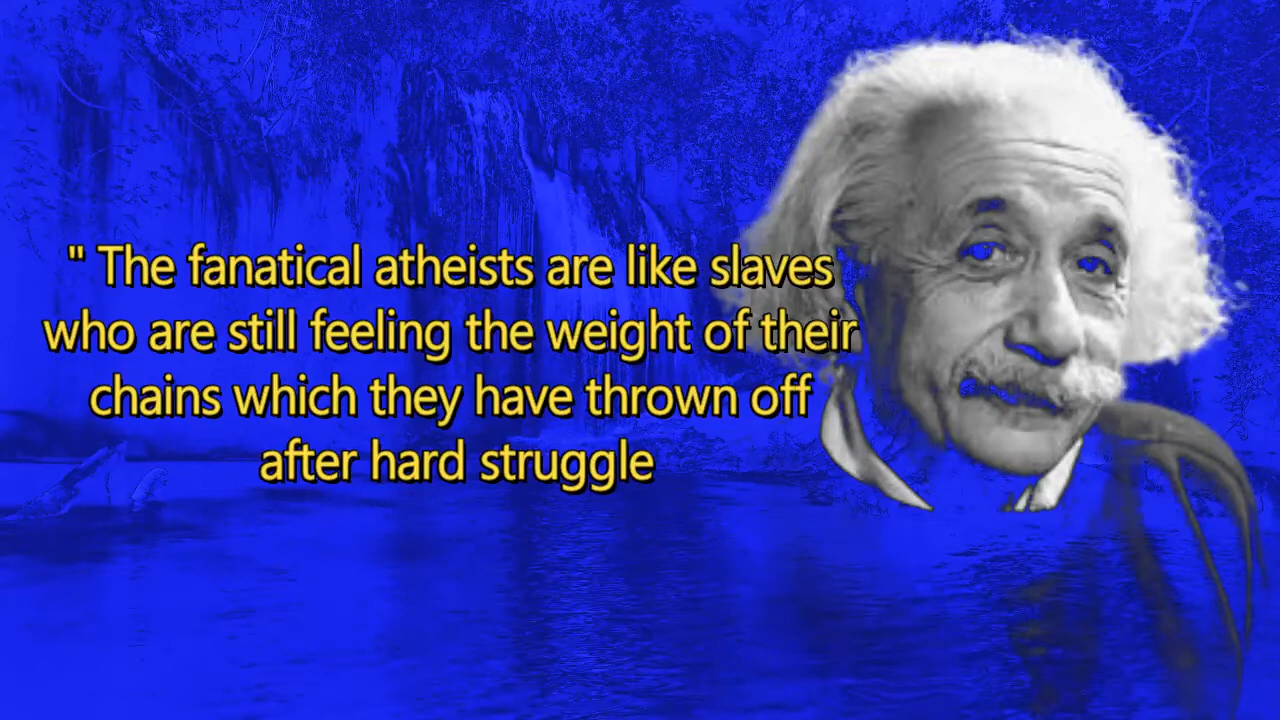 " The fanatical atheists are like slaves
who are still feeling the weight of their
chains which they have thrown off
after hard struggle